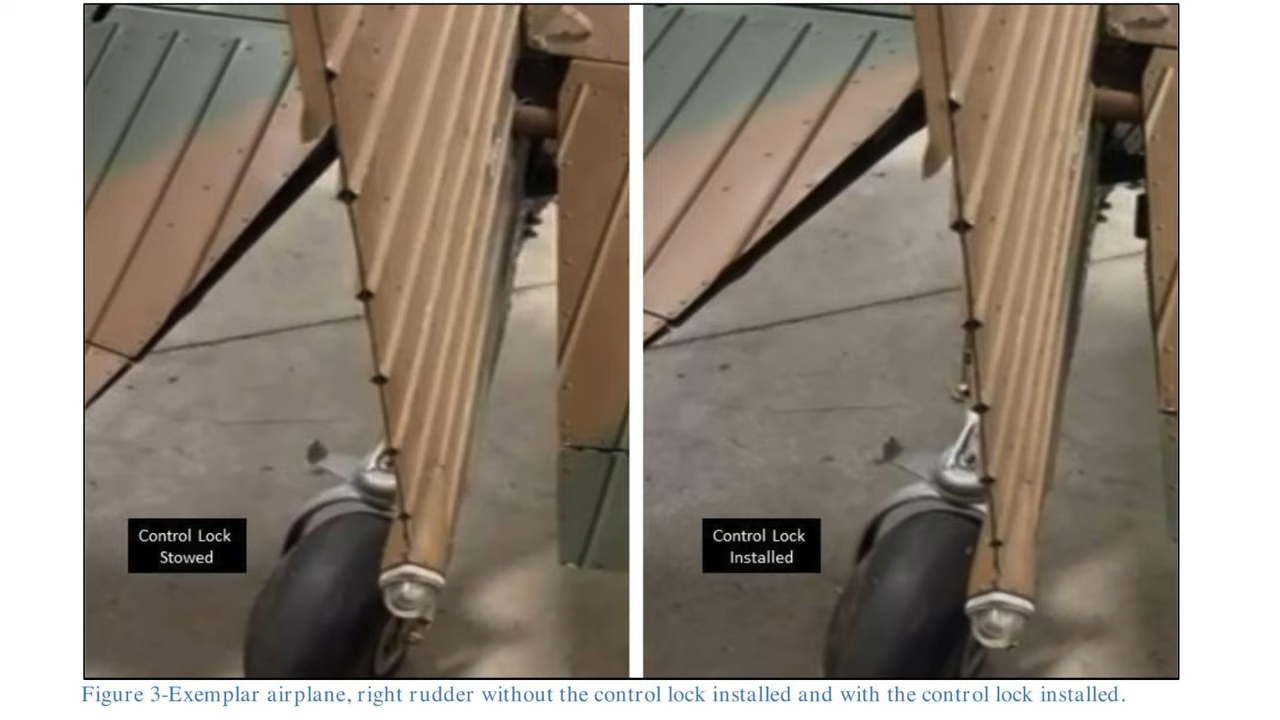 Control Lock
Stowed
Control Lock
Installed
Figure 3-Exemplar airplane, right rudder without the control lock installed and with the control lock installed.